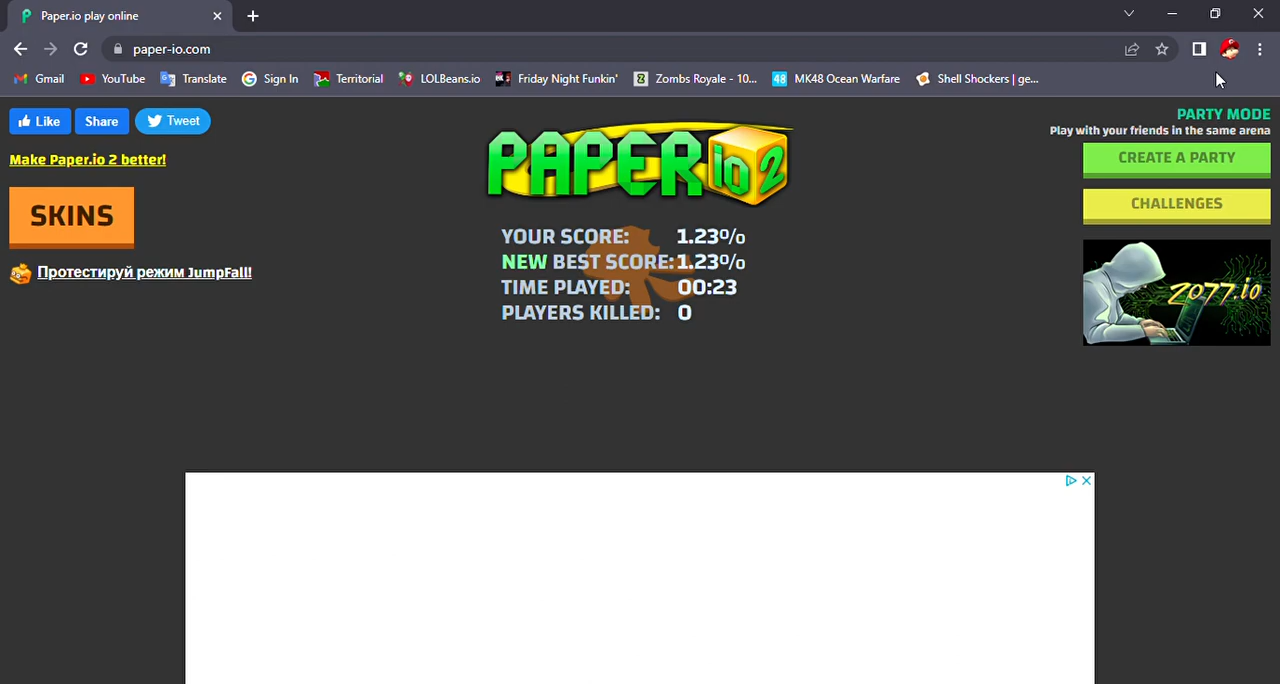 Paper.io play online
paper-io.com
Gmail YouTube Translate Sign In Territorial LOLBeans.io Friday Night Funkin' Zombs Royale - 10... MK48 Ocean Warfare Shell Shockers | ge...
Like Share Tweet
Make Paper.io 2 better!
SKINS
Протестируй режим JumpFall!
PAPER io 2
YOUR SCORE: 1.23%
NEW BEST SCORE: 1.23%
TIME PLAYED: 00:23
PLAYERS KILLED: 0
PARTY MODE
Play with your friends in the same arena
CREATE A PARTY
CHALLENGES
2077.io